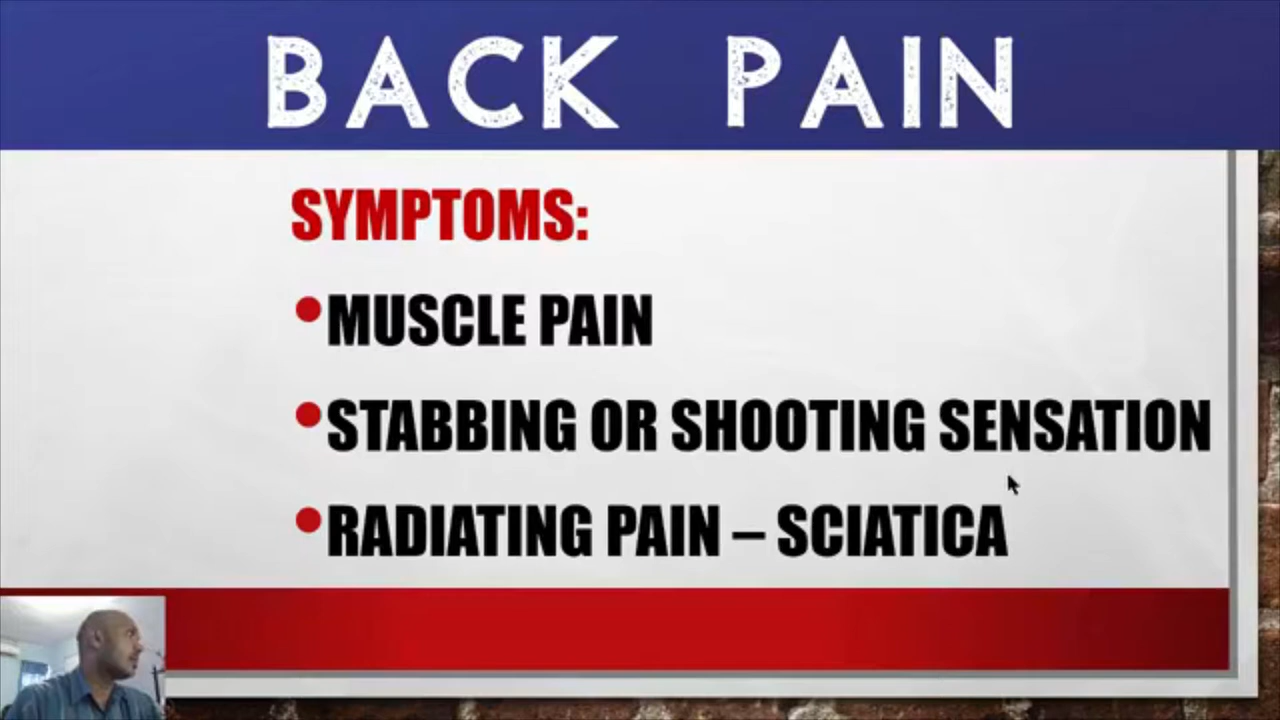 BACK PAIN
SYMPTOMS:
•MUSCLE PAIN
•STABBING OR SHOOTING SENSATION
•RADIATING PAIN – SCIATICA